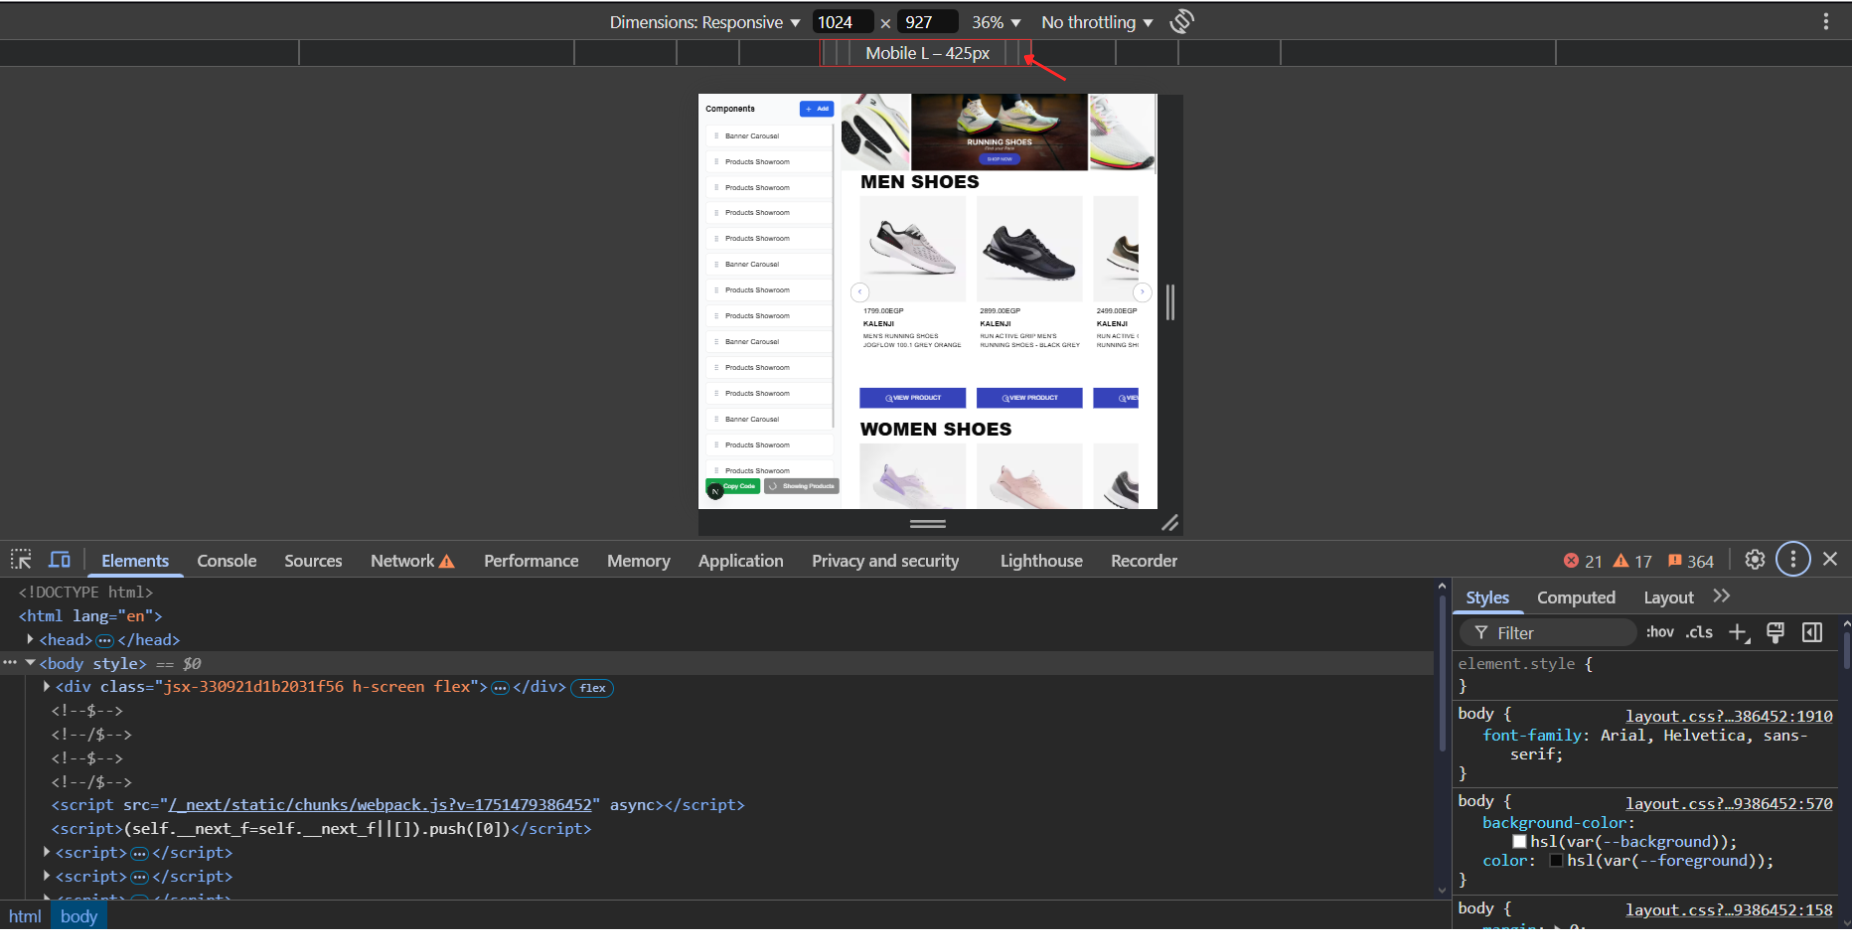 Dimensions: Responsive ▼ 1024 × 927 36% ▼ No throttling ▼
Mobile L – 425px
Components
+ Add
Banner Carousel
Products Showroom
Products Showroom
Products Showroom
Products Showroom
Banner Carousel
Products Showroom
Products Showroom
Banner Carousel
Products Showroom
Products Showroom
Banner Carousel
Products Showroom
Products Showroom
N
Copy Code
Showing Products
RUNNING SHOES
SHOP NOW
MEN SHOES
1799.00EGP
KALENJI
MEN'S RUNNING SHOES
JOGFLOW 100.1 GREY ORANGE
VIEW PRODUCT
2899.00EGP
KALENJI
RUN ACTIVE GRIP MEN'S
RUNNING SHOES - BLACK GREY
VIEW PRODUCT
2499.00EGP
KALENJI
RUN ACTIVE
RUNNING SH
VIE
WOMEN SHOES
Elements Console Sources Network Performance Memory Application Privacy and security Lighthouse Recorder 21 17 364
<!DOCTYPE html>
<html lang="en">
<head> … </head>
<body style> == $0
<div class="jsx-330921d1b2031f56 h-screen flex"> … </div> flex
<!--$-->
<!--/$-->
<!--$-->
<!--/$-->
<script src="/_next/static/chunks/webpack.js?v=1751479386452" async></script>
<script>(self.__next_f=self.__next_f||[]).push([0])</script>
<script> … </script>
<script> … </script>
<script> … </script>
html body
Styles Computed Layout »
Filter :hov .cls +
element.style {
}
body { layout.css?…386452:1910
font-family: Arial, Helvetica, sans-
serif;
}
body { layout.css?…9386452:570
background-color:
hsl(var(--background));
color: hsl(var(--foreground));
}
body { layout.css?…9386452:158
margin: ▶ 0;